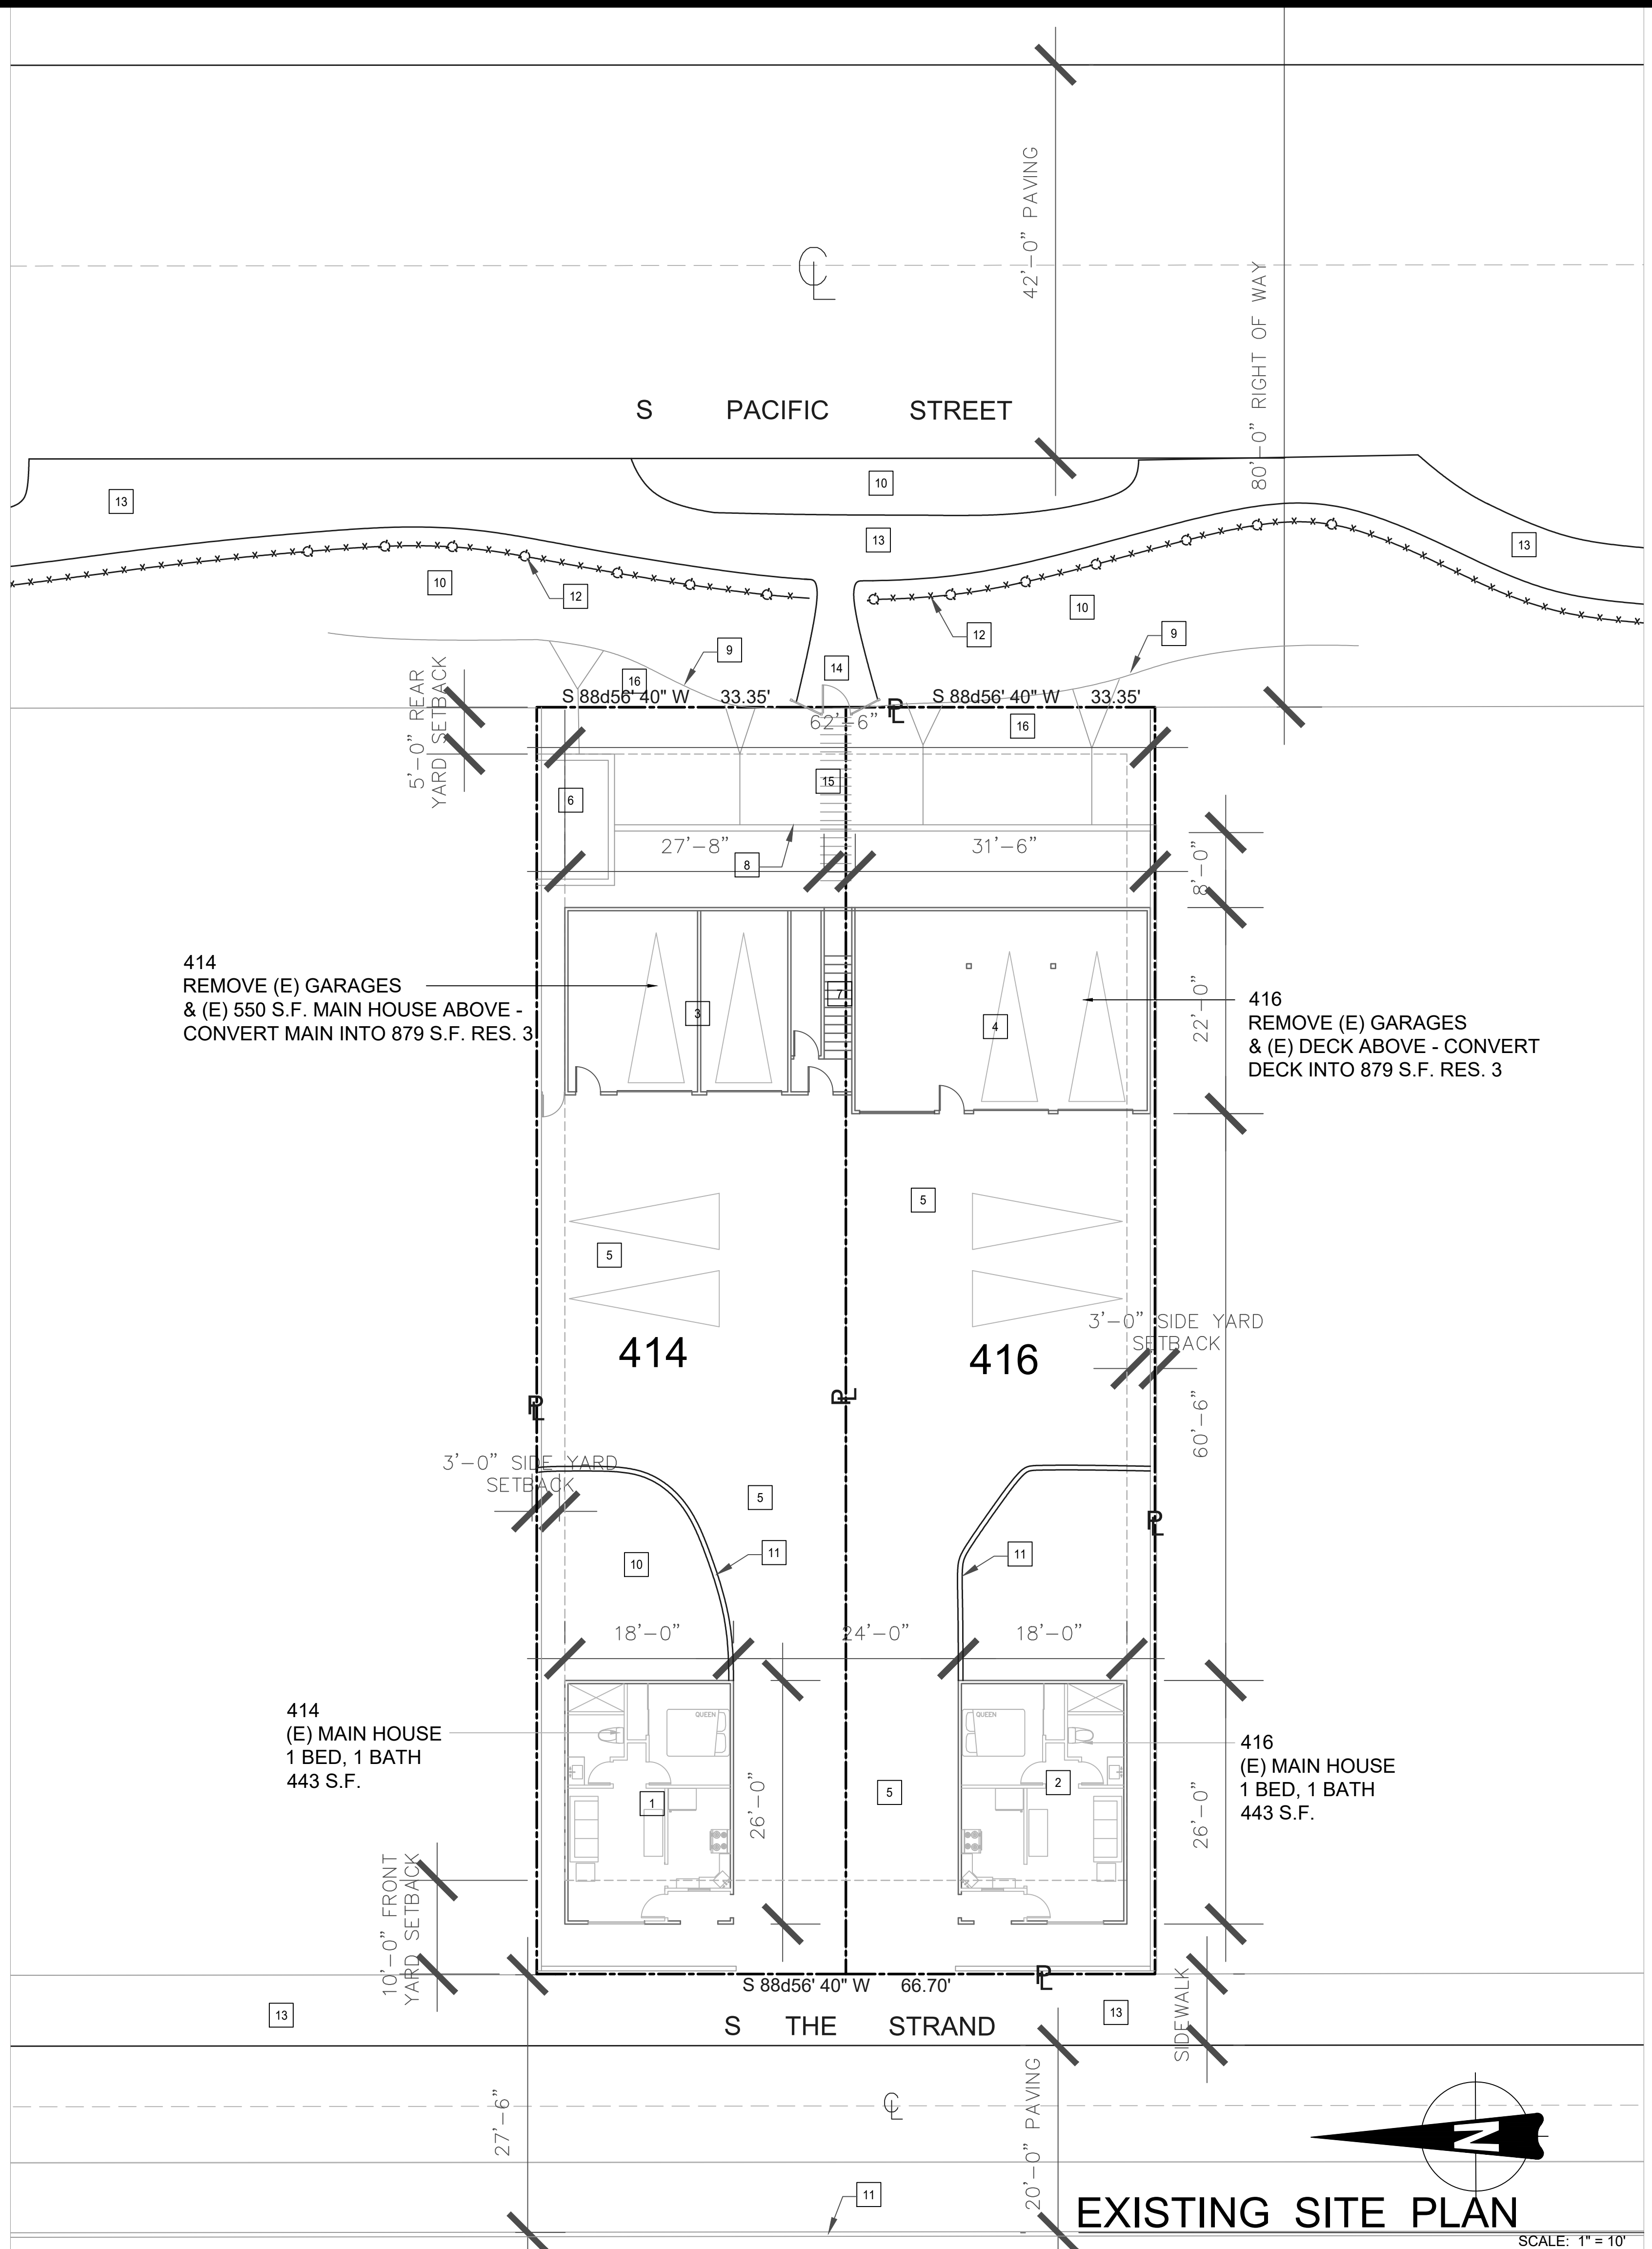 42'-0" PAVING
80'-0" RIGHT OF WAY
CL
S PACIFIC STREET
10
13
13
13
10
12
12
10
9
9
14
16
S 88d56' 40" W 33.35'
PL
S 88d56' 40" W 33.35'
62'-6"
16
5'-0" REAR
YARD SETBACK
15
6
27'-8"
31'-6"
8
8'-0"
414
REMOVE (E) GARAGES
& (E) 550 S.F. MAIN HOUSE ABOVE -
CONVERT MAIN INTO 879 S.F. RES. 3
3
7
4
22'-0"
416
REMOVE (E) GARAGES
& (E) DECK ABOVE - CONVERT
DECK INTO 879 S.F. RES. 3
5
5
3'-0" SIDE YARD
SETBACK
414
416
PL
PL
60'-6"
3'-0" SIDE YARD
SETBACK
5
PL
10
11
11
18'-0"
24'-0"
18'-0"
414
(E) MAIN HOUSE
1 BED, 1 BATH
443 S.F.
QUEEN
QUEEN
416
(E) MAIN HOUSE
1 BED, 1 BATH
443 S.F.
1
26'-0"
5
2
26'-0"
10'-0" FRONT
YARD SETBACK
S 88d56' 40" W 66.70'
PL
13
S THE STRAND
13
SIDEWALK
27'-6"
CL
20'-0" PAVING
N
11
EXISTING SITE PLAN
SCALE: 1" = 10'